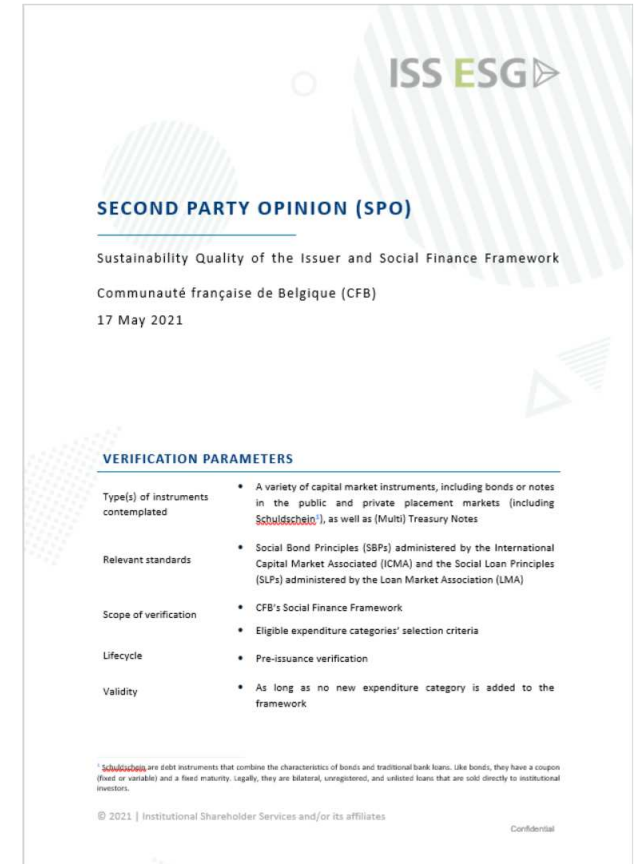 ISS ESG
SECOND PARTY OPINION (SPO)
Sustainability Quality of the Issuer and Social Finance Framework
Communauté française de Belgique (CFB)
17 May 2021
VERIFICATION PARAMETERS
Type(s) of instruments
contemplated
• A variety of capital market instruments, including bonds or notes
in the public and private placement markets (including
Schuldschein¹), as well as (Multi) Treasury Notes
Relevant standards
• Social Bond Principles (SBPs) administered by the International
Capital Market Associated (ICMA) and the Social Loan Principles
(SLPs) administered by the Loan Market Association (LMA)
Scope of verification
• CFB's Social Finance Framework
• Eligible expenditure categories' selection criteria
Lifecycle
• Pre-issuance verification
Validity
• As long as no new expenditure category is added to the
framework
¹ Schuldschein are debt instruments that combine the characteristics of bonds and traditional bank loans. Like bonds, they have a coupon
(fixed or variable) and a fixed maturity. Legally, they are bilateral, unregistered, and unlisted loans that are sold directly to institutional
investors.
© 2021 | Institutional Shareholder Services and/or its affiliates
Confidential